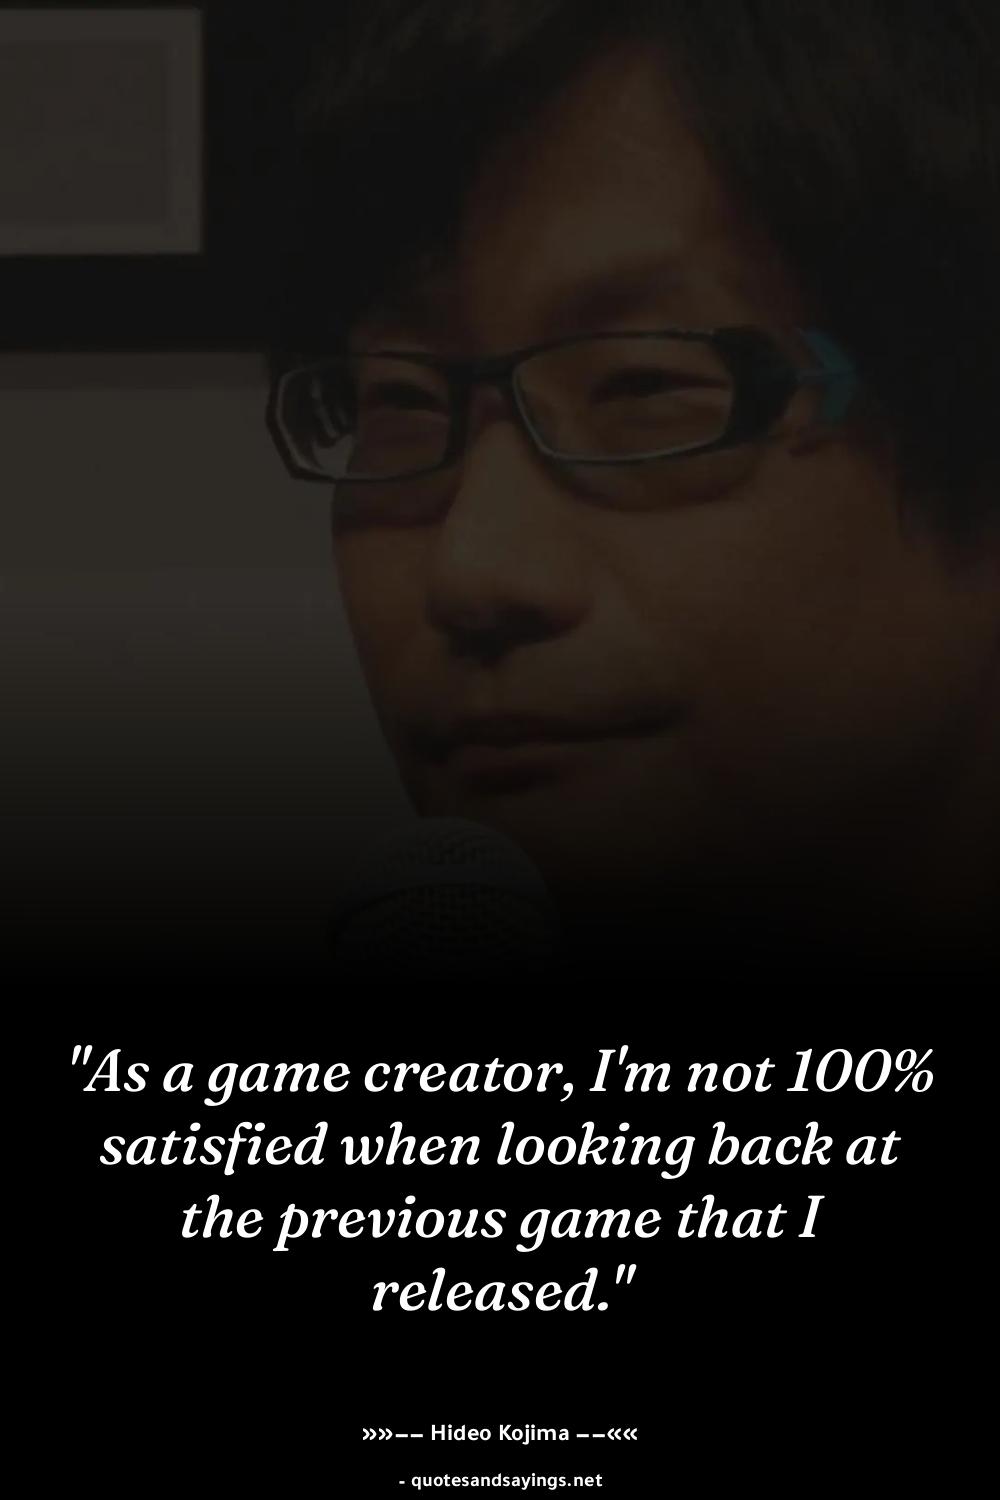 "As a game creator, I'm not 100%
satisfied when looking back at
the previous game that I
released."
»»–– Hideo Kojima ––««
- quotesandsayings.net